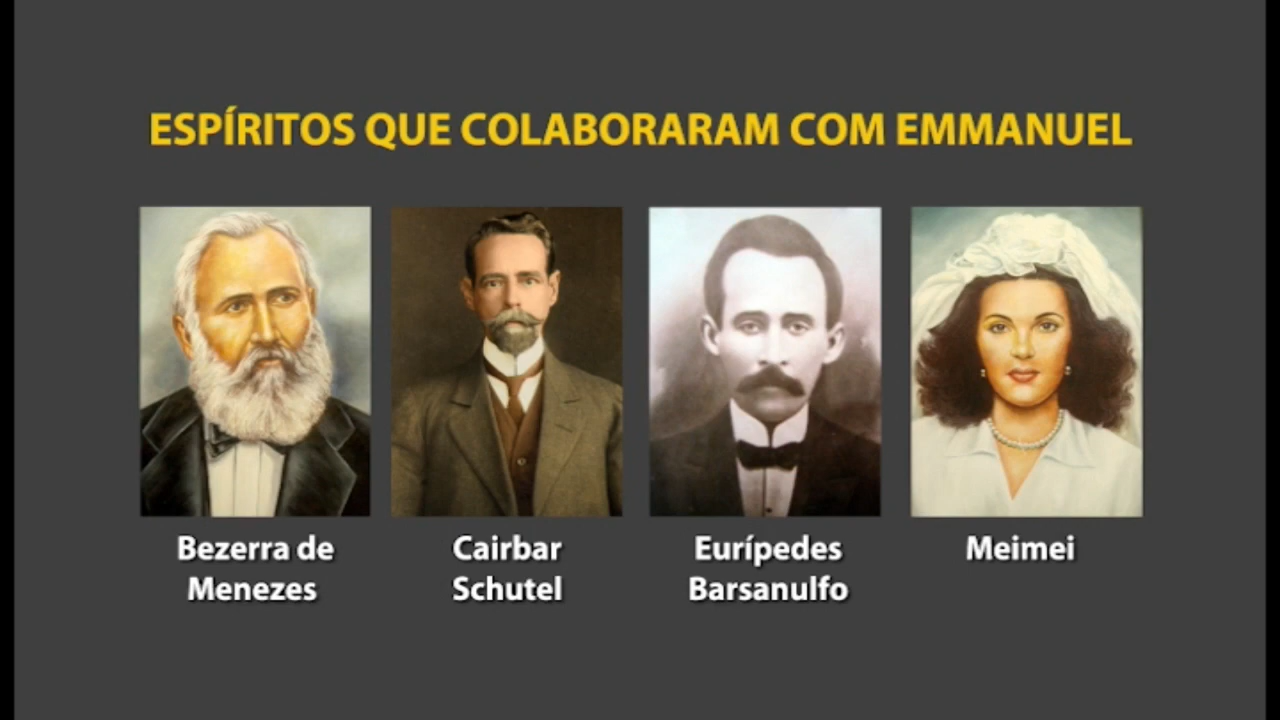 ESPÍRITOS QUE COLABORARAM COM EMMANUEL
Bezerra de
Menezes
Cairbar
Schutel
Eurípedes
Barsanulfo
Meimei